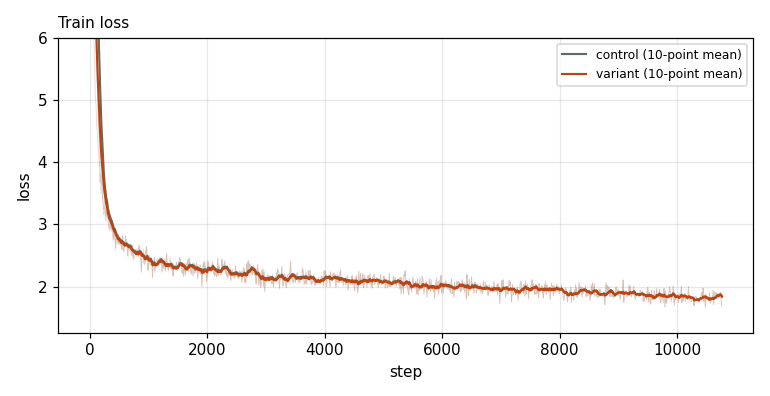 Train loss
control (10-point mean)
variant (10-point mean)
6
5
4
3
2
loss
0
2000
4000
6000
8000
10000
step